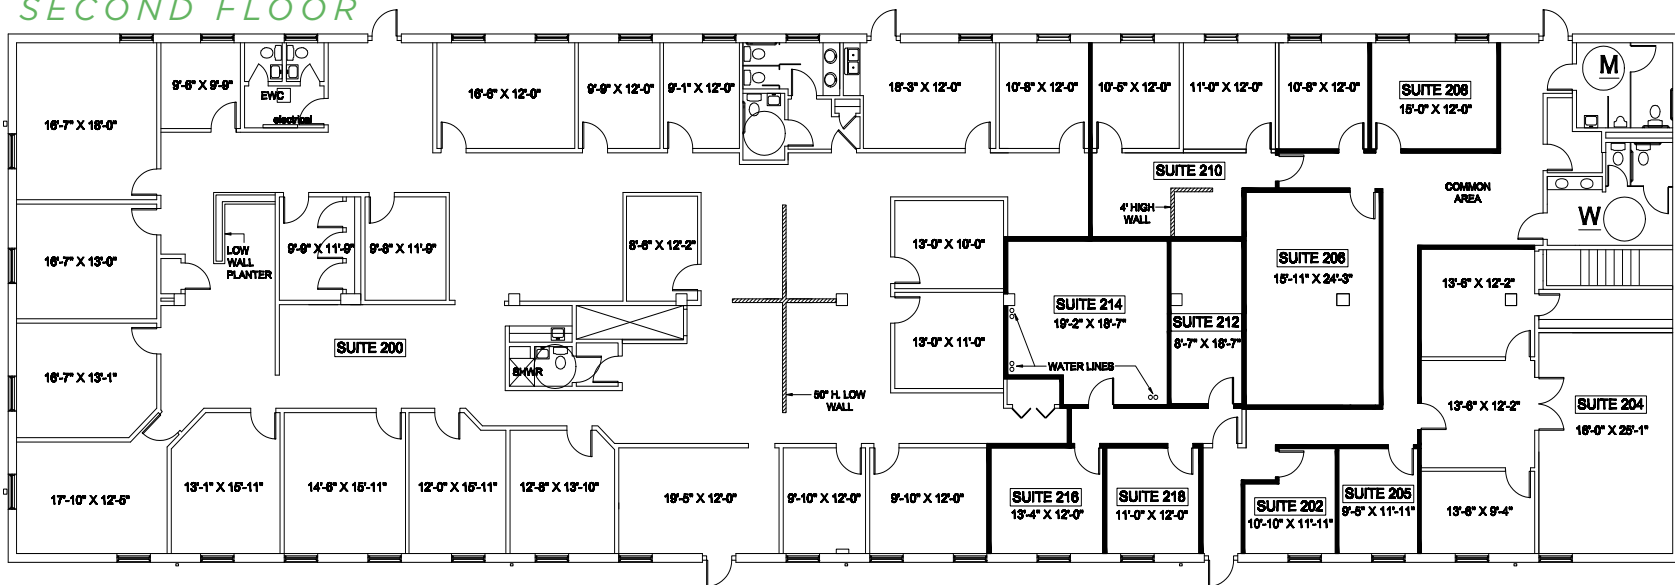 SECOND FLOOR
16'-7" X 18'-0"
9'-6" X 9'-9"
EWC
electrical
16'-6" X 12'-0"
9'-9" X 12'-0"
9'-1" X 12'-0"
18'-3" X 12'-0"
10'-8" X 12'-0"
10'-5" X 12'-0"
11'-0" X 12'-0"
10'-8" X 12'-0"
SUITE 208
15'-0" X 12'-0"
M
SUITE 210
COMMON
AREA
4' HIGH
WALL
W
16'-7" X 13'-0"
LOW
WALL
PLANTER
9'-9" X 11'-9"
9'-8" X 11'-9"
8'-6" X 12'-2"
13'-0" X 10'-0"
SUITE 206
15'-11" X 24'-3"
13'-6" X 12'-2"
SUITE 214
19'-2" X 18'-7"
SUITE 212
8'-7" X 18'-7"
SUITE 200
13'-0" X 11'-0"
16'-7" X 13'-1"
SHWR
WATER LINES
60" H. LOW
WALL
13'-6" X 12'-2"
SUITE 204
16'-0" X 25'-1"
17'-10" X 12'-5"
13'-1" X 15'-11"
14'-6" X 15'-11"
12'-0" X 15'-11"
12'-8" X 13'-10"
19'-5" X 12'-0"
9'-10" X 12'-0"
9'-10" X 12'-0"
SUITE 216
13'-4" X 12'-0"
SUITE 218
11'-0" X 12'-0"
SUITE 202
10'-10" X 11'-11"
SUITE 205
9'-5" X 11'-11"
13'-6" X 9'-4"